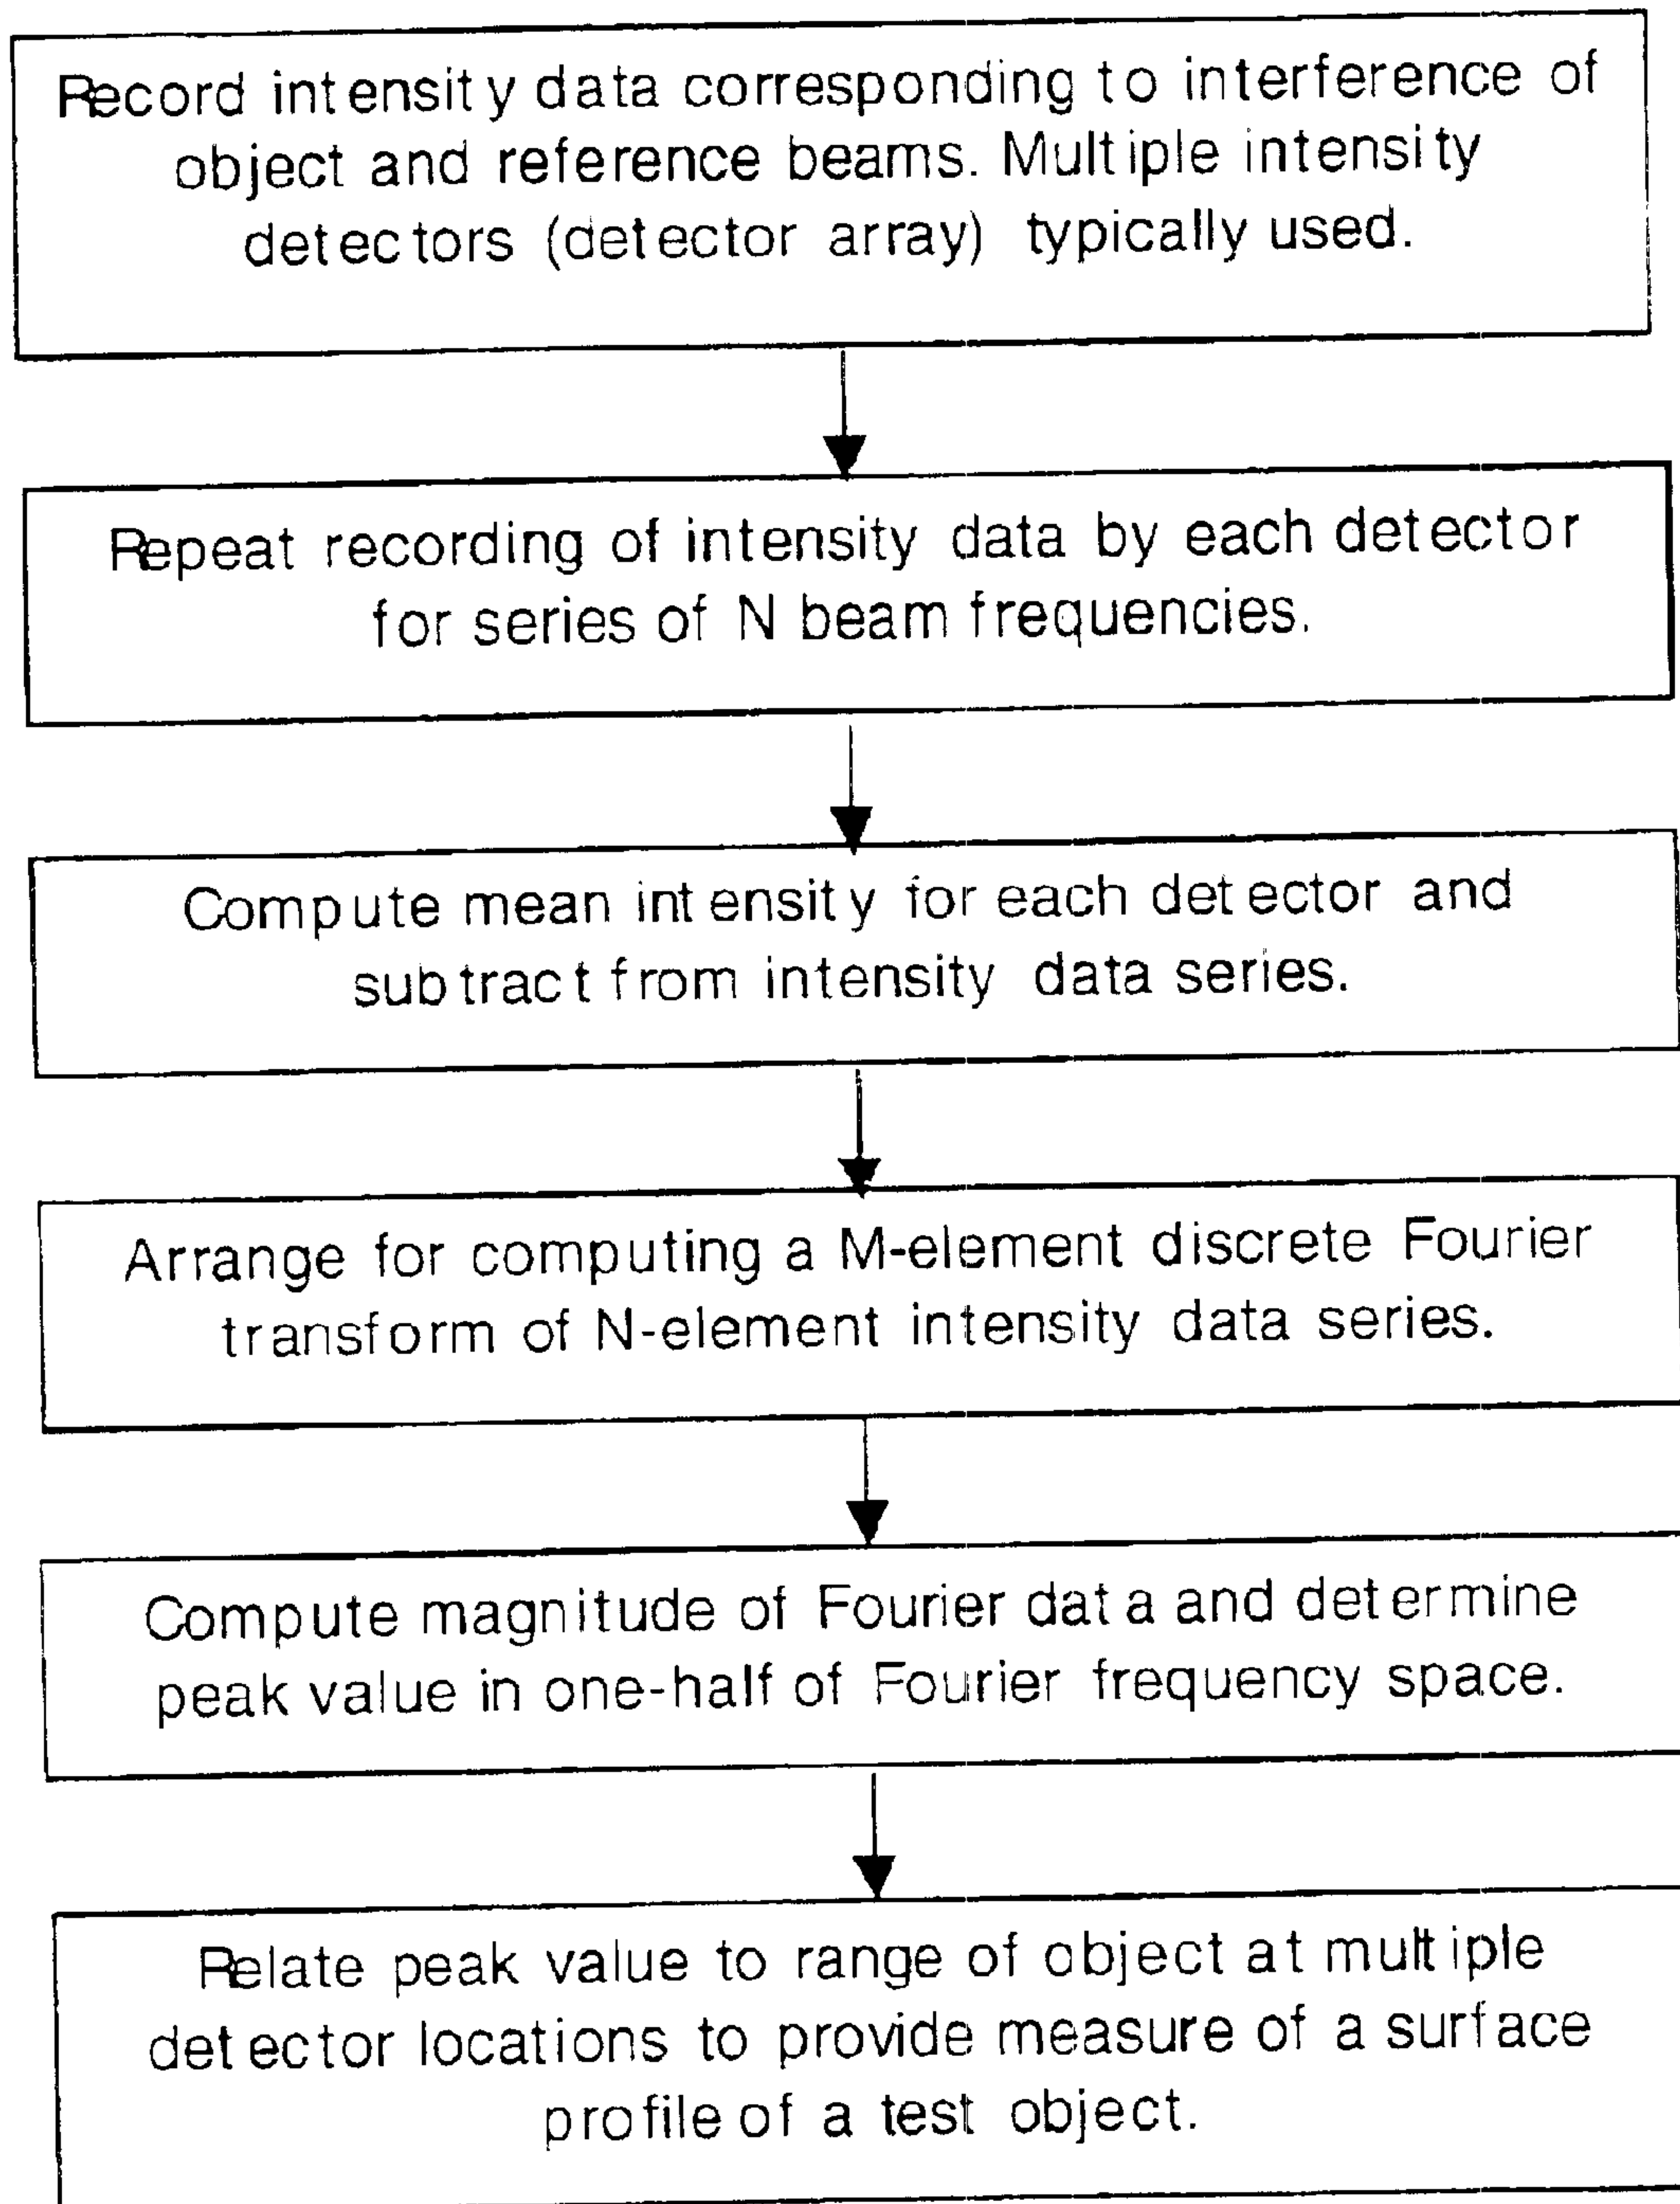 Record intensity data corresponding to interference of
object and reference beams. Multiple intensity
detectors (detector array) typically used.
Repeat recording of intensity data by each detector
for series of N beam frequencies.
Compute mean intensity for each detector and
subtract from intensity data series.
Arrange for computing a M-element discrete Fourier
transform of N-element intensity data series.
Compute magnitude of Fourier data and determine
peak value in one-half of Fourier frequency space.
Relate peak value to range of object at multiple
detector locations to provide measure of a surface
profile of a test object.